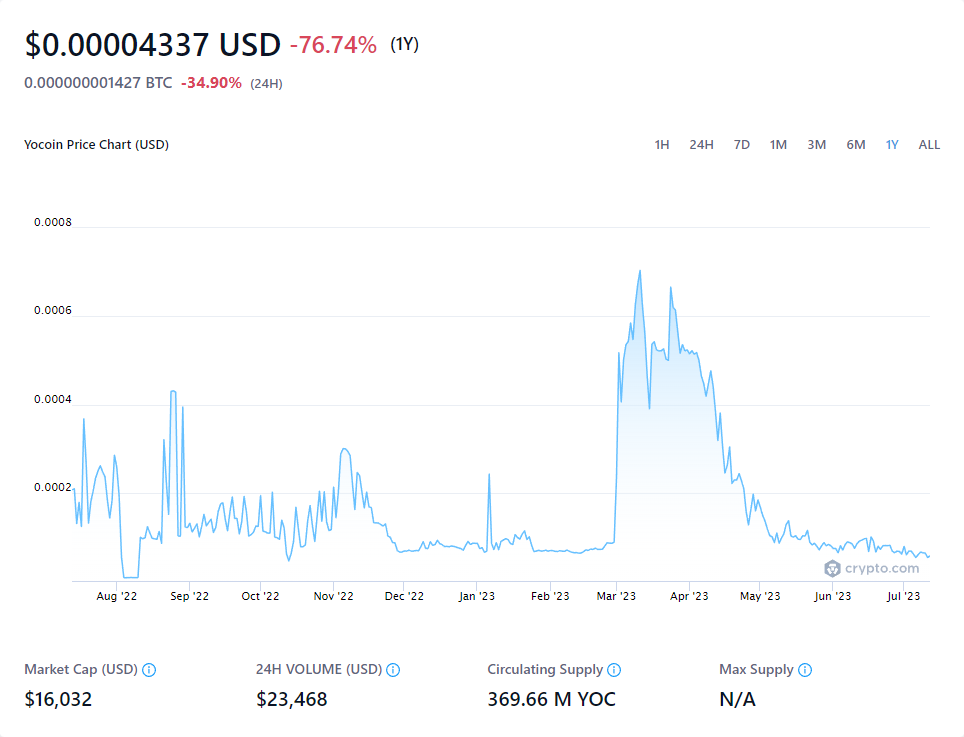 $0.00004337 USD -76.74% (1Y)
0.000000001427 BTC -34.90% (24H)
Yocoin Price Chart (USD) 1H 24H 7D 1M 3M 6M 1Y ALL
0.0008
0.0006
0.0004
0.0002
crypto.com
Aug '22 Sep '22 Oct '22 Nov '22 Dec '22 Jan '23 Feb '23 Mar '23 Apr '23 May '23 Jun '23 Jul '23
Market Cap (USD) 24H VOLUME (USD) Circulating Supply Max Supply
$16,032 $23,468 369.66 M YOC N/A